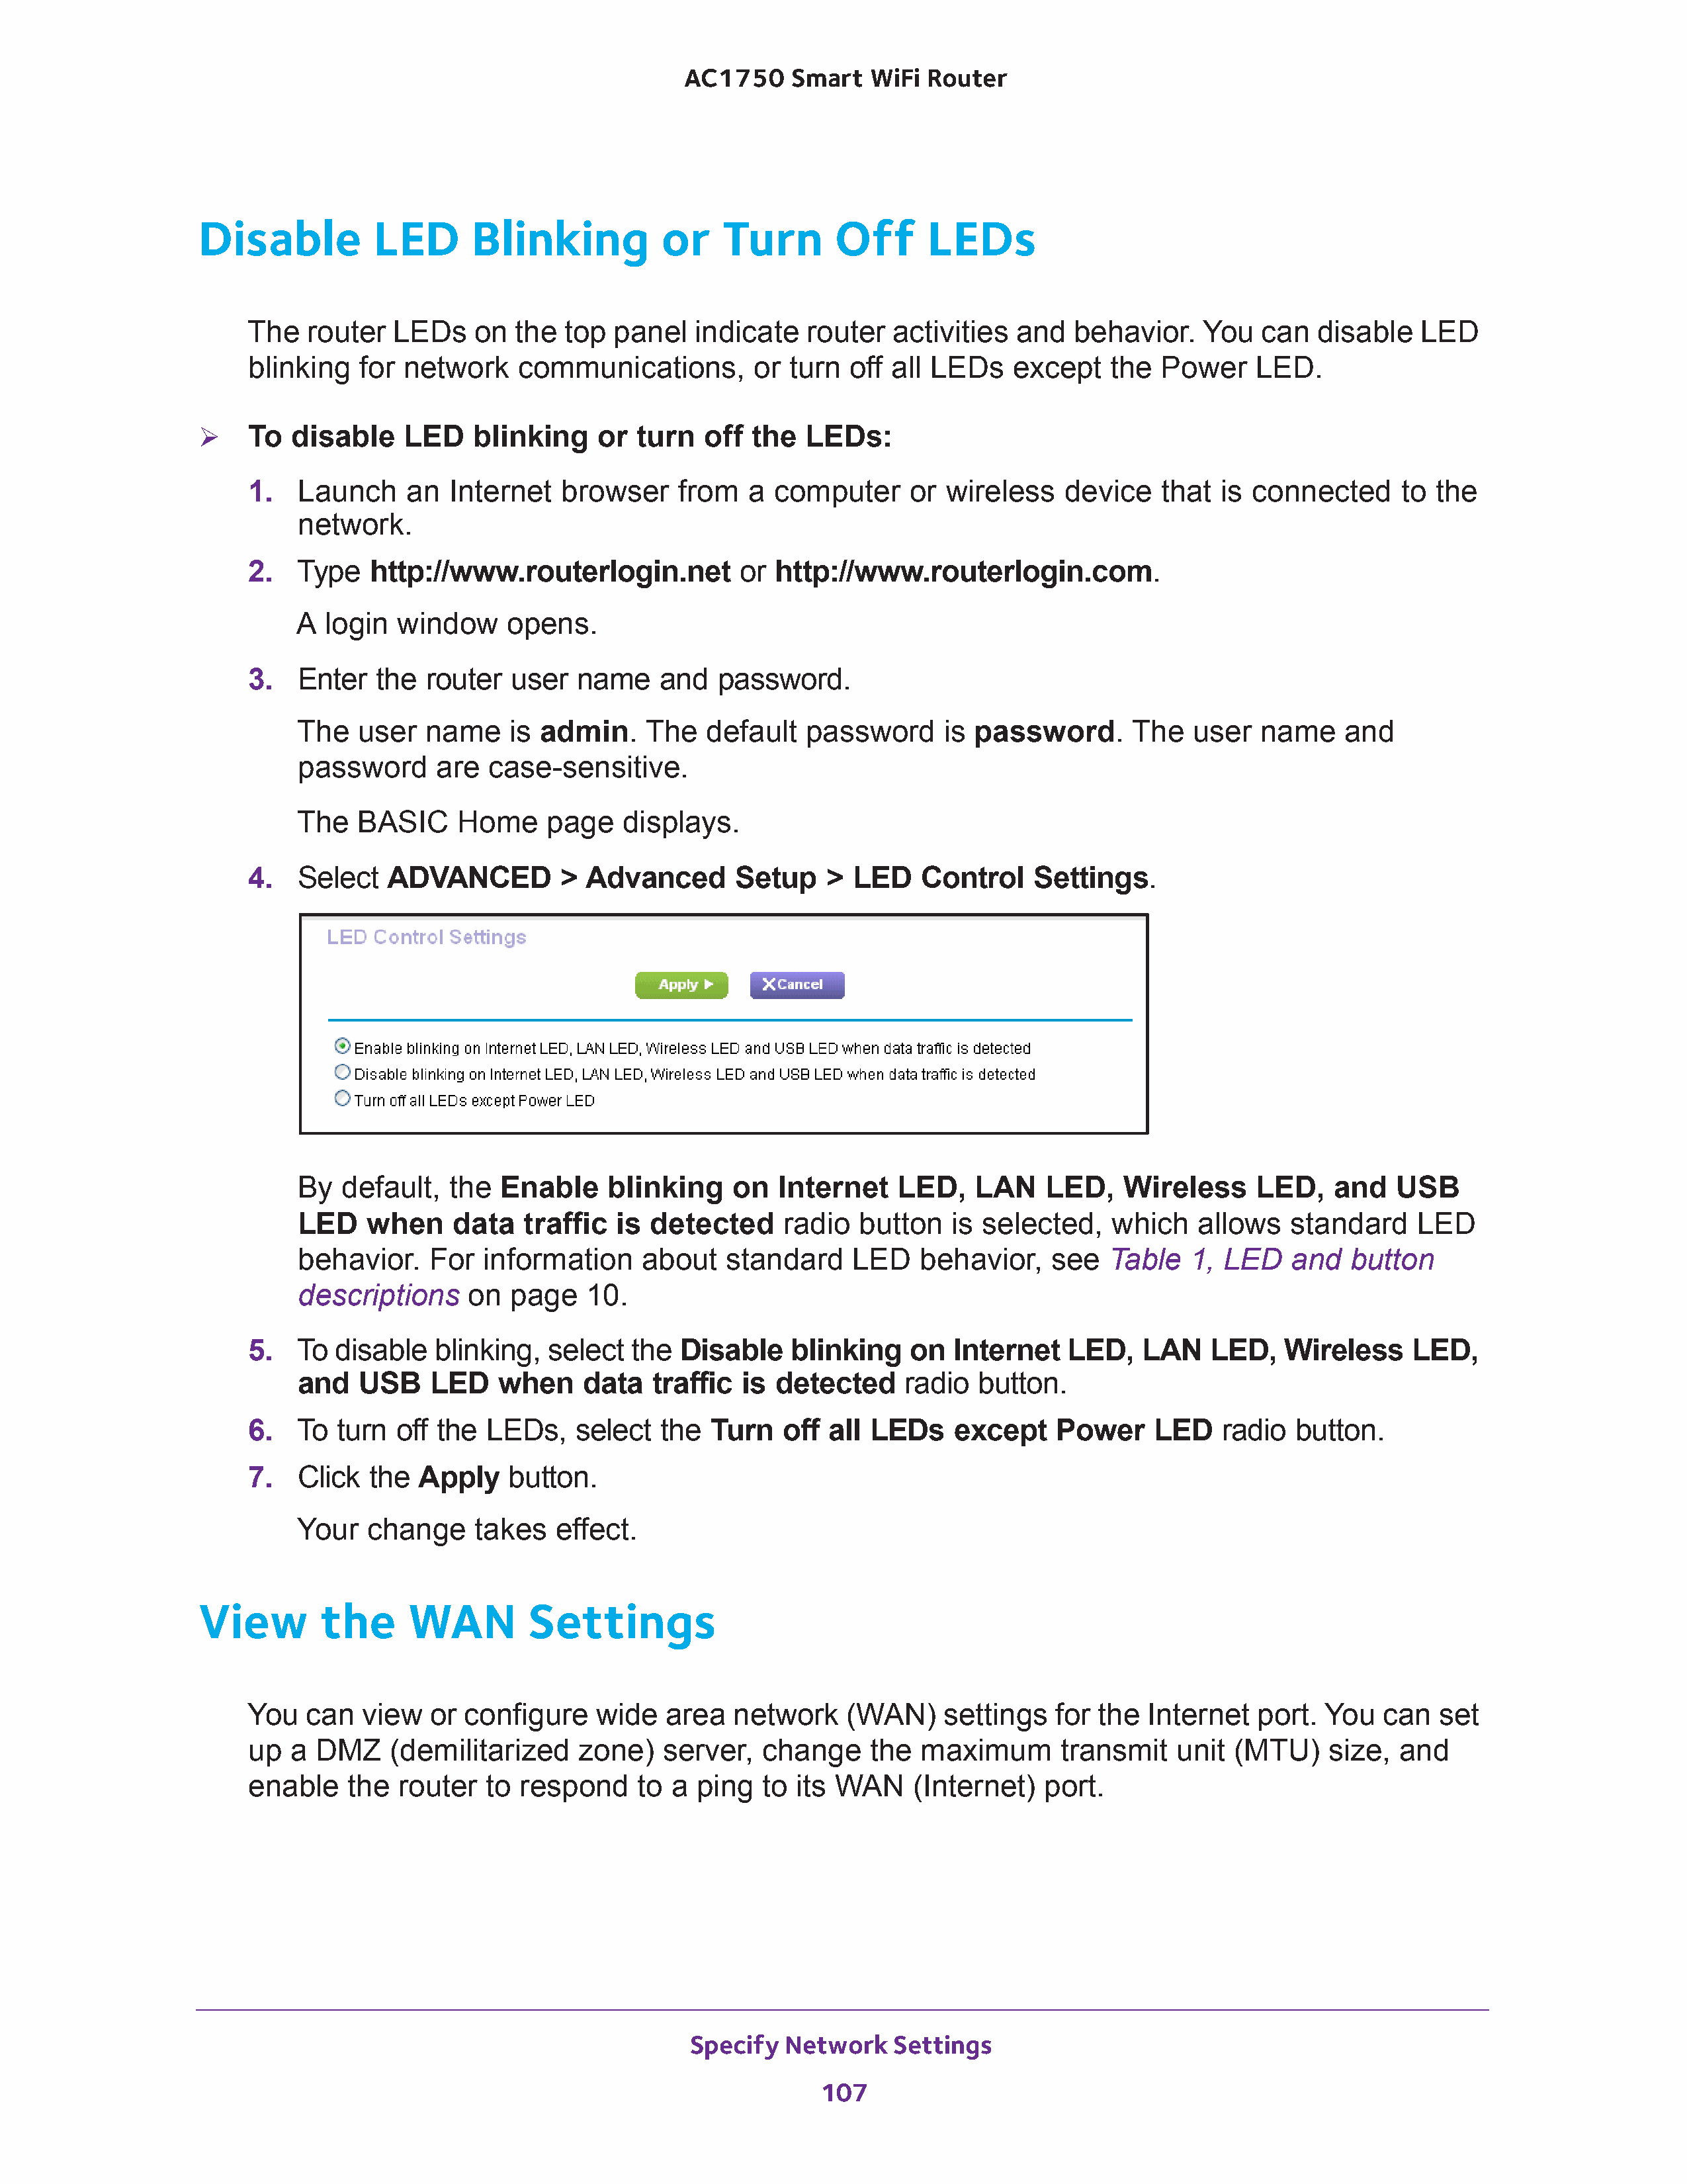 AC1750 Smart WiFi Router
Disable LED Blinking or Turn Off LEDs
The router LEDs on the top panel indicate router activities and behavior. You can disable LED
blinking for network communications, or turn off all LEDs except the Power LED.
➢ To disable LED blinking or turn off the LEDs:
1. Launch an Internet browser from a computer or wireless device that is connected to the
network.
2. Type http://www.routerlogin.net or http://www.routerlogin.com.
A login window opens.
3. Enter the router user name and password.
The user name is admin. The default password is password. The user name and
password are case-sensitive.
The BASIC Home page displays.
4. Select ADVANCED > Advanced Setup > LED Control Settings.
LED Control Settings
Apply ▶ XCancel
Enable blinking on Internet LED, LAN LED, Wireless LED and USB LED when data traffic is detected
Disable blinking on Internet LED, LAN LED, Wireless LED and USB LED when data traffic is detected
Turn off all LEDs except Power LED
By default, the Enable blinking on Internet LED, LAN LED, Wireless LED, and USB
LED when data traffic is detected radio button is selected, which allows standard LED
behavior. For information about standard LED behavior, see Table 1, LED and button
descriptions on page 10.
5. To disable blinking, select the Disable blinking on Internet LED, LAN LED, Wireless LED,
and USB LED when data traffic is detected radio button.
6. To turn off the LEDs, select the Turn off all LEDs except Power LED radio button.
7. Click the Apply button.
Your change takes effect.
View the WAN Settings
You can view or configure wide area network (WAN) settings for the Internet port. You can set
up a DMZ (demilitarized zone) server, change the maximum transmit unit (MTU) size, and
enable the router to respond to a ping to its WAN (Internet) port.
Specify Network Settings
107